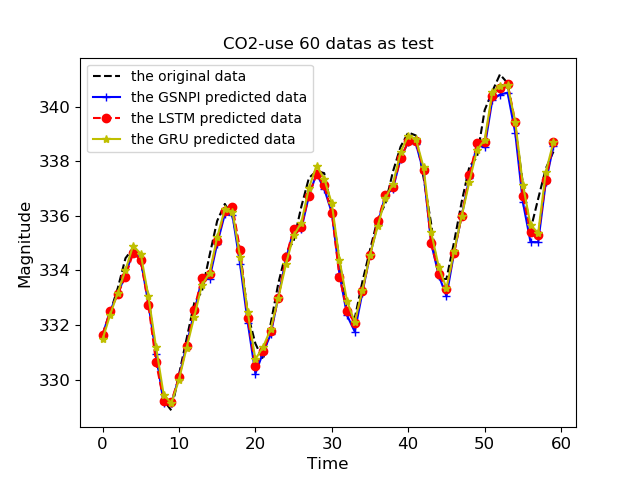 CO2-use 60 datas as test
the original data
the GSNPI predicted data
the LSTM predicted data
the GRU predicted data
Magnitude
340
338
336
334
332
330
0 10 20 30 40 50 60
Time